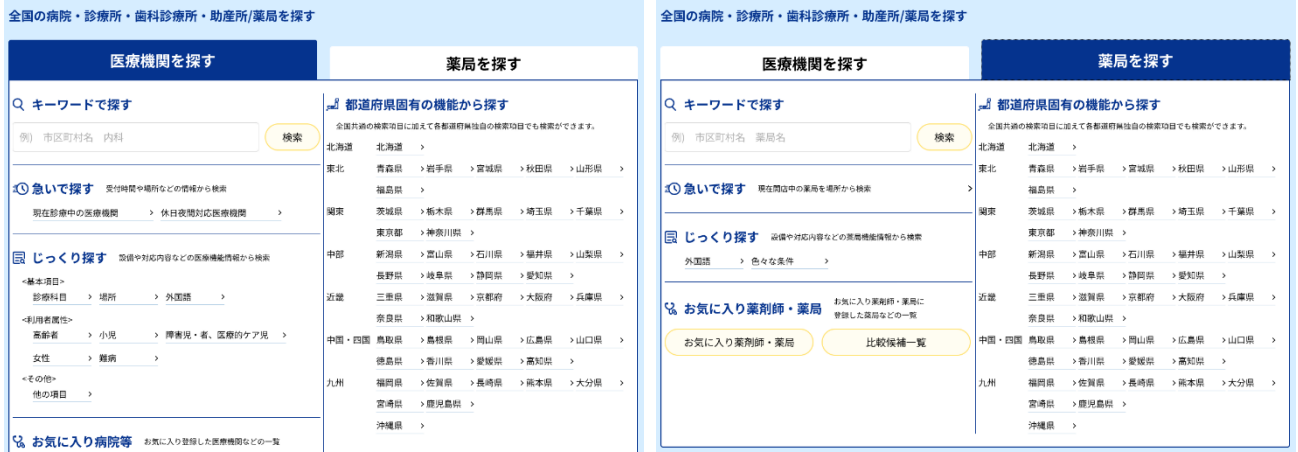 全国の病院・診療所・歯科診療所・助産所/薬局を探す
医療機関を探す
薬局を探す
キーワードで探す
例) 市区町村名 内科
検索
急いで探す 受付時間や場所などの情報から検索
現在診療中の医療機関 > 休日夜間対応医療機関 >
じっくり探す 設備や対応内容などの医療機能情報から検索
<基本項目>
診療科目 > 場所 > 外国語 >
<利用者属性>
高齢者 > 小児 > 障害児・者、医療的ケア児 >
女性 > 難病 >
<その他>
他の項目 >
お気に入り病院等 お気に入り登録した医療機関などの一覧
都道府県固有の機能から探す
全国共通の検索項目に加えて各都道府県独自の検索項目でも検索ができます。
北海道 北海道 >
東北 青森県 > 岩手県 > 宮城県 > 秋田県 > 山形県 >
福島県 >
関東 茨城県 > 栃木県 > 群馬県 > 埼玉県 > 千葉県 >
東京都 > 神奈川県 >
中部 新潟県 > 富山県 > 石川県 > 福井県 > 山梨県 >
長野県 > 岐阜県 > 静岡県 > 愛知県 >
近畿 三重県 > 滋賀県 > 京都府 > 大阪府 > 兵庫県 >
奈良県 > 和歌山県 >
中国・四国 鳥取県 > 島根県 > 岡山県 > 広島県 > 山口県 >
徳島県 > 香川県 > 愛媛県 > 高知県 >
九州 福岡県 > 佐賀県 > 長崎県 > 熊本県 > 大分県 >
宮崎県 > 鹿児島県 >
沖縄県 >
全国の病院・診療所・歯科診療所・助産所/薬局を探す
医療機関を探す
薬局を探す
キーワードで探す
例) 市区町村名 薬局名
検索
急いで探す 現在開店中の薬局を場所から検索 >
じっくり探す 設備や対応内容などの薬局機能情報から検索
外国語 > 色々な条件 >
お気に入り薬剤師・薬局 お気に入り薬剤師・薬局に
登録した薬局などの一覧
お気に入り薬剤師・薬局
比較候補一覧
都道府県固有の機能から探す
全国共通の検索項目に加えて各都道府県独自の検索項目でも検索ができます。
北海道 北海道 >
東北 青森県 > 岩手県 > 宮城県 > 秋田県 > 山形県 >
福島県 >
関東 茨城県 > 栃木県 > 群馬県 > 埼玉県 > 千葉県 >
東京都 > 神奈川県 >
中部 新潟県 > 富山県 > 石川県 > 福井県 > 山梨県 >
長野県 > 岐阜県 > 静岡県 > 愛知県 >
近畿 三重県 > 滋賀県 > 京都府 > 大阪府 > 兵庫県 >
奈良県 > 和歌山県 >
中国・四国 鳥取県 > 島根県 > 岡山県 > 広島県 > 山口県 >
徳島県 > 香川県 > 愛媛県 > 高知県 >
九州 福岡県 > 佐賀県 > 長崎県 > 熊本県 > 大分県 >
宮崎県 > 鹿児島県 >
沖縄県 >